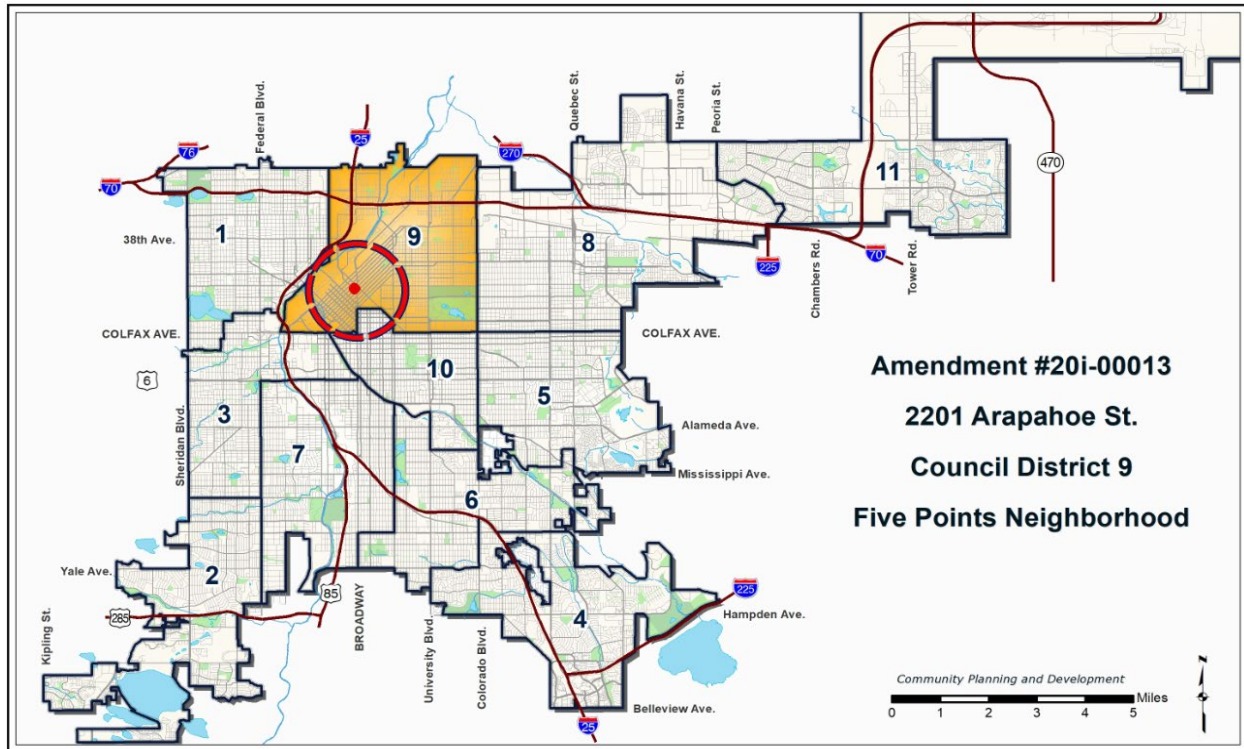 Federal Blvd.
Quebec St.
Havana St.
Peoria St.
76
25
270
70
470
11
38th Ave.
1
9
8
225
Chambers Rd.
70
Tower Rd.
COLFAX AVE.
COLFAX AVE.
6
10
5
3
Sheridan Blvd.
7
Alameda Ave.
Mississippi Ave.
6
Amendment #20i-00013
2201 Arapahoe St.
Council District 9
Five Points Neighborhood
Yale Ave.
2
85
285
Kipling St.
BROADWAY
University Blvd.
Colorado Blvd.
4
225
Hampden Ave.
Belleview Ave.
25
Community Planning and Development
Miles
0 1 2 3 4 5
N